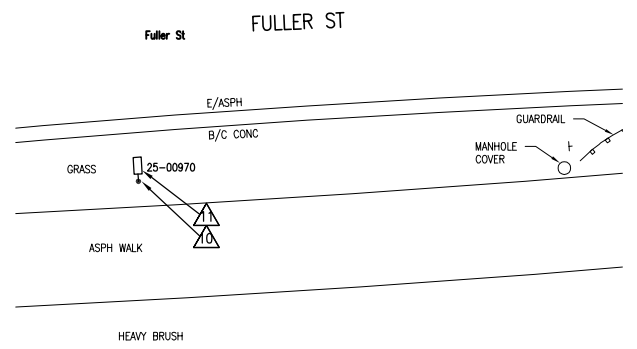 FULLER ST
Fuller St
E/ASPH
GUARDRAIL
B/C CONC
MANHOLE
COVER
GRASS
25-00970
11
10
ASPH WALK
HEAVY BRUSH